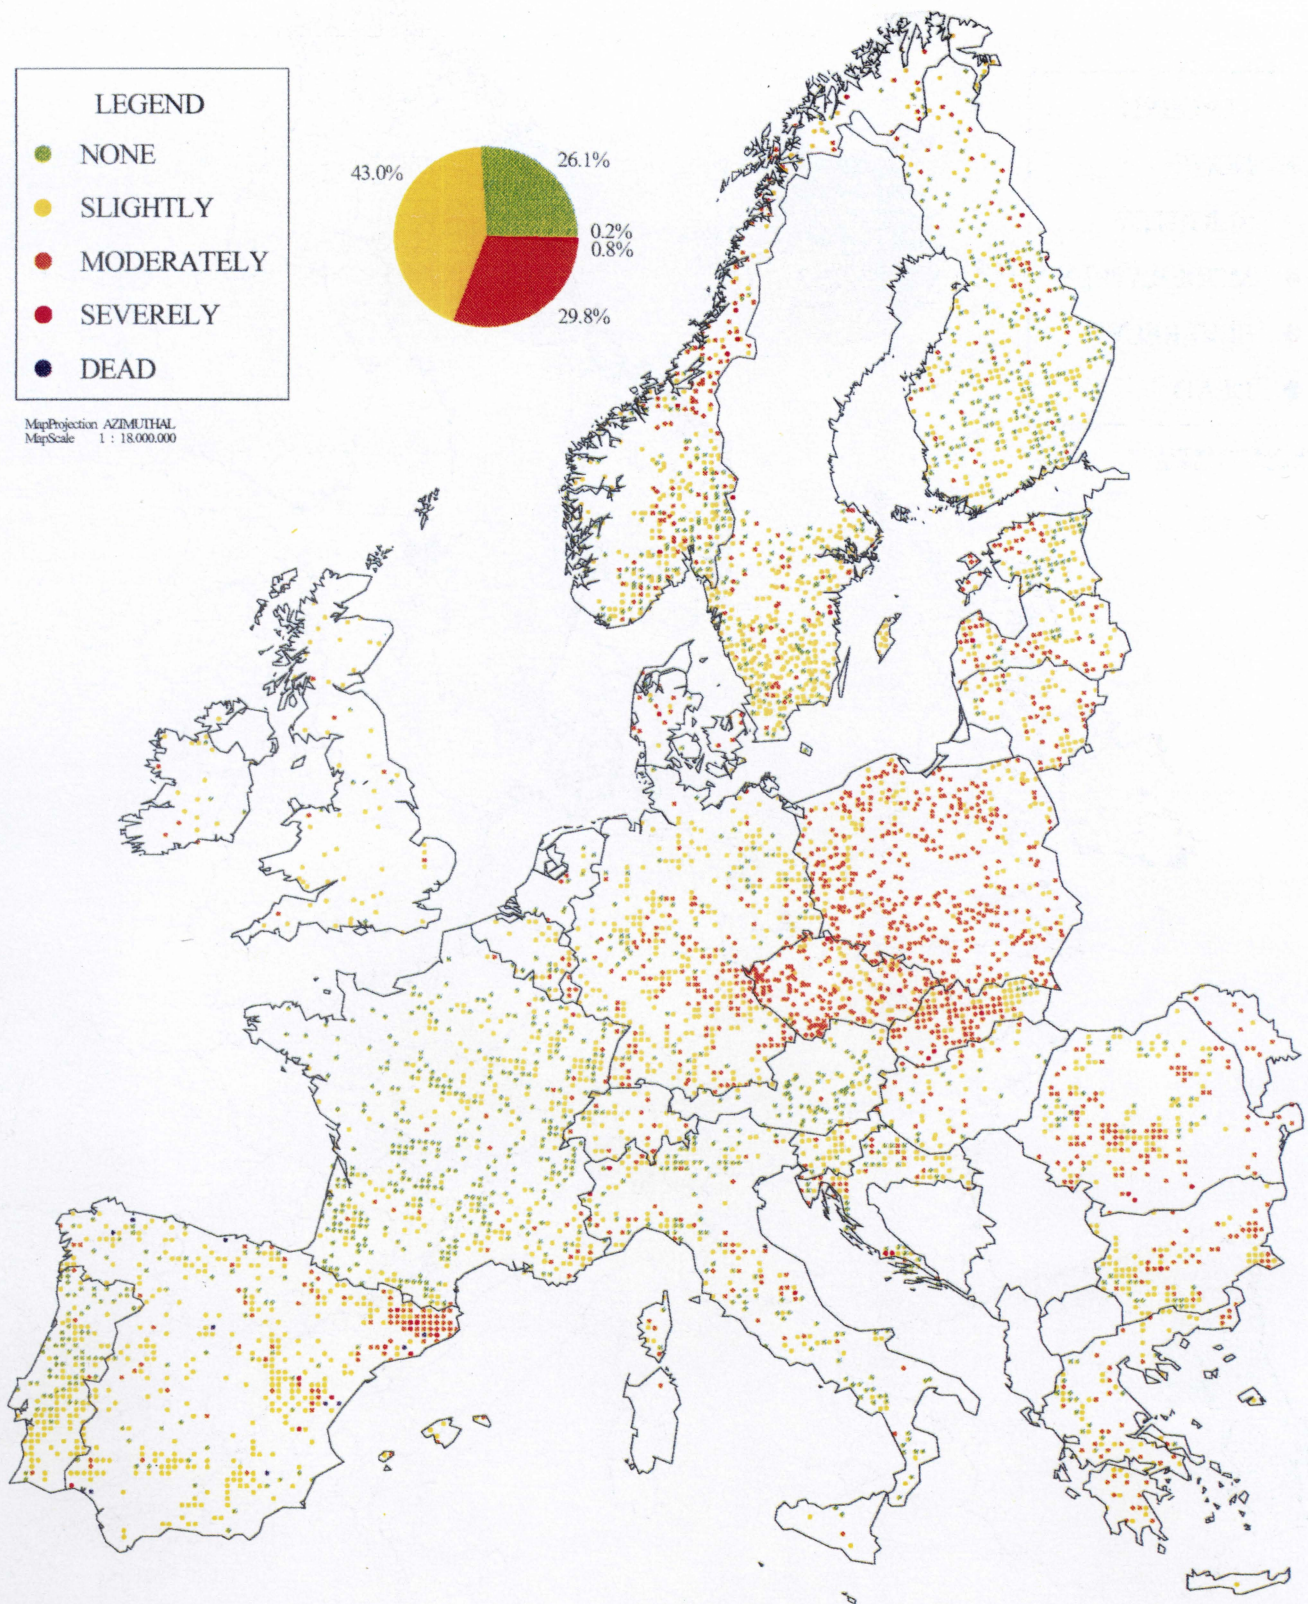 LEGEND
NONE
SLIGHTLY
MODERATELY
SEVERELY
DEAD
MapProjection AZIMUTHAL
MapScale 1 : 18.000.000
43.0%
26.1%
0.2%
0.8%
29.8%